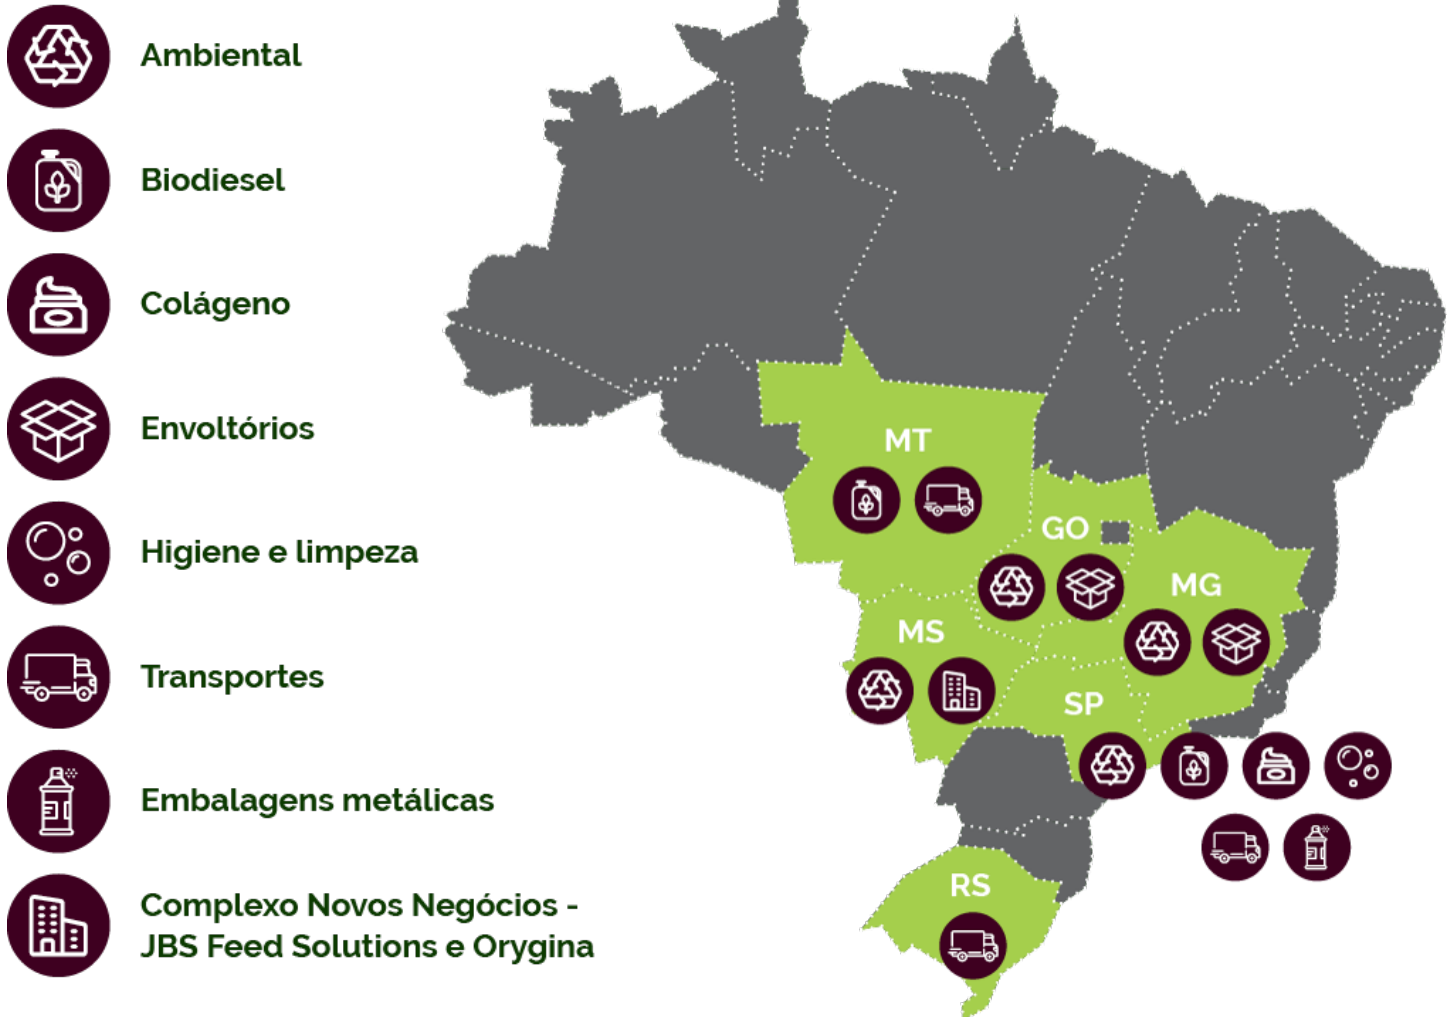 Ambiental
Biodiesel
Colágeno
Envoltórios
Higiene e limpeza
Transportes
Embalagens metálicas
Complexo Novos Negócios -
JBS Feed Solutions e Orygina
MT
GO
MG
MS
SP
RS